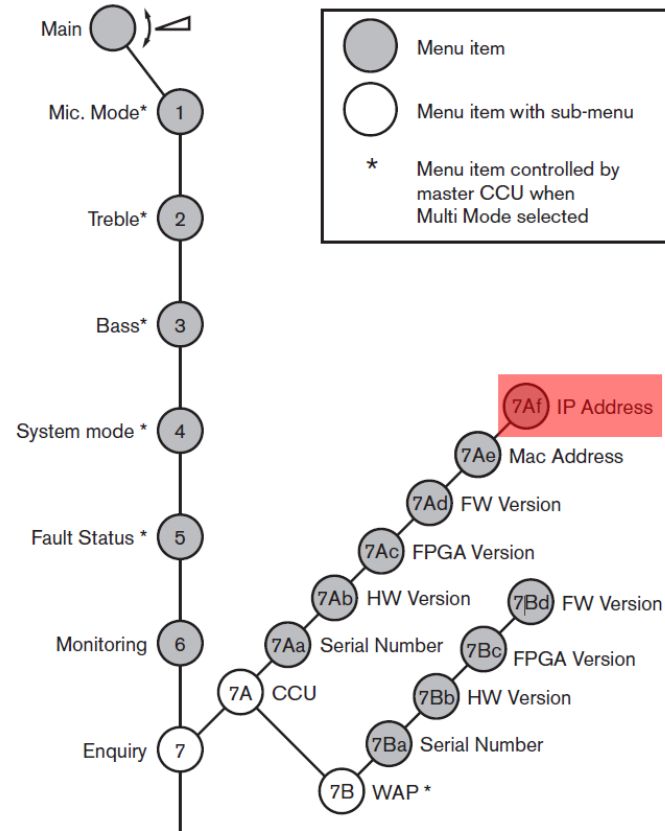 Main
Menu item
Menu item with sub-menu
* Menu item controlled by
master CCU when
Multi Mode selected
Mic. Mode* 1
Treble* 2
Bass* 3
System mode * 4
Fault Status * 5
Monitoring 6
Enquiry 7
7A CCU
7Aa Serial Number
7Ab HW Version
7Ac FPGA Version
7Ad FW Version
7Ae Mac Address
7Af IP Address
7B WAP *
7Ba Serial Number
7Bb HW Version
7Bc FPGA Version
7Bd FW Version